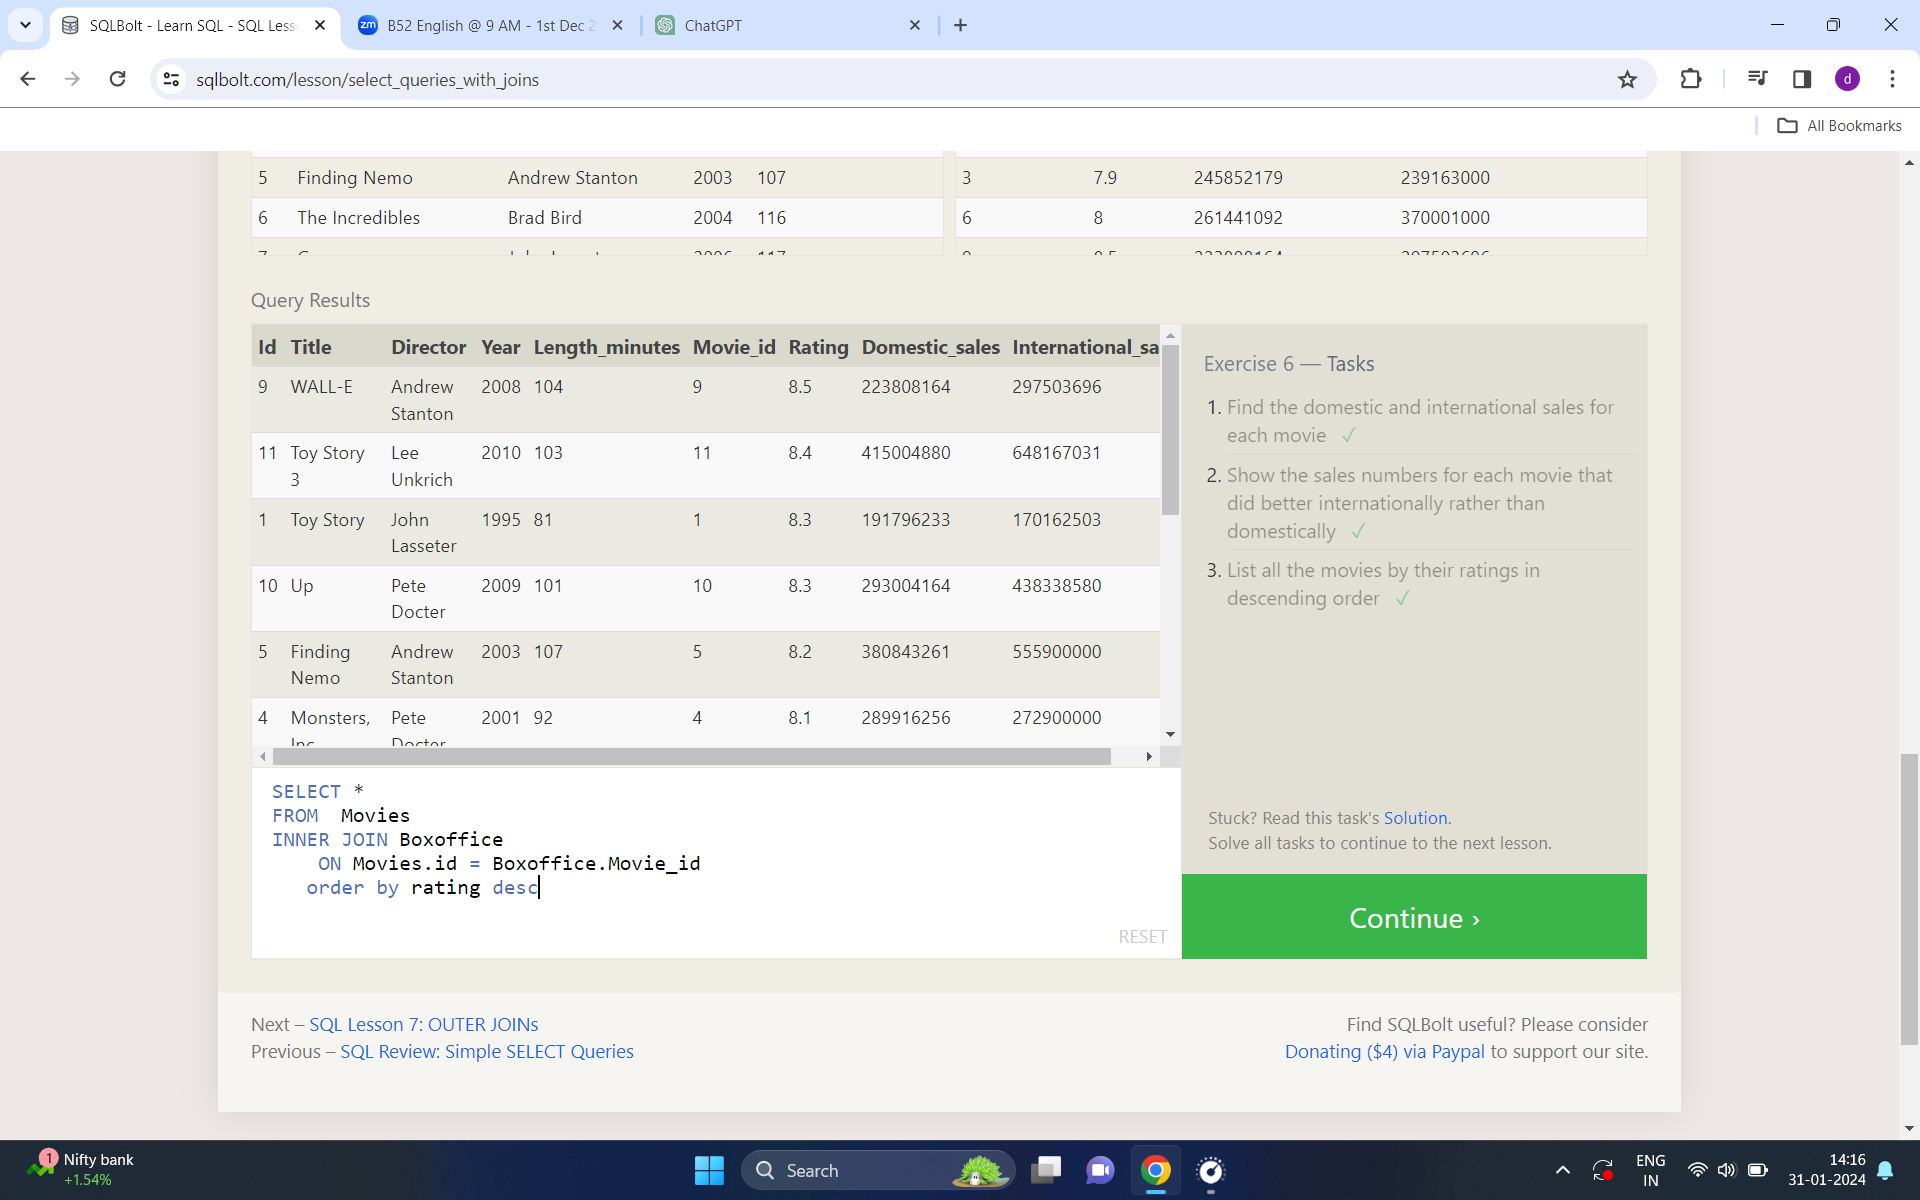 SQLBolt - Learn SQL - SQL Less
B52 English @ 9 AM - 1st Dec 2
ChatGPT
sqlbolt.com/lesson/select_queries_with_joins
d
All Bookmarks
5 Finding Nemo Andrew Stanton 2003 107
3 7.9 245852179 239163000
6 The Incredibles Brad Bird 2004 116
6 8 261441092 370001000
Query Results
Id Title Director Year Length_minutes Movie_id Rating Domestic_sales International_sa
9 WALL-E Andrew Stanton 2008 104 9 8.5 223808164 297503696
11 Toy Story 3 Lee Unkrich 2010 103 11 8.4 415004880 648167031
1 Toy Story John Lasseter 1995 81 1 8.3 191796233 170162503
10 Up Pete Docter 2009 101 10 8.3 293004164 438338580
5 Finding Nemo Andrew Stanton 2003 107 5 8.2 380843261 555900000
4 Monsters, Inc Pete Docter 2001 92 4 8.1 289916256 272900000
Exercise 6 — Tasks
1. Find the domestic and international sales for
each movie ✓
2. Show the sales numbers for each movie that
did better internationally rather than
domestically ✓
3. List all the movies by their ratings in
descending order ✓
Stuck? Read this task's Solution.
Solve all tasks to continue to the next lesson.
Continue ›
SELECT *
FROM Movies
INNER JOIN Boxoffice
ON Movies.id = Boxoffice.Movie_id
order by rating desc
RESET
Next – SQL Lesson 7: OUTER JOINs
Previous – SQL Review: Simple SELECT Queries
Find SQLBolt useful? Please consider
Donating ($4) via Paypal to support our site.
1
Nifty bank
+1.54%
Search
ENG
IN
14:16
31-01-2024